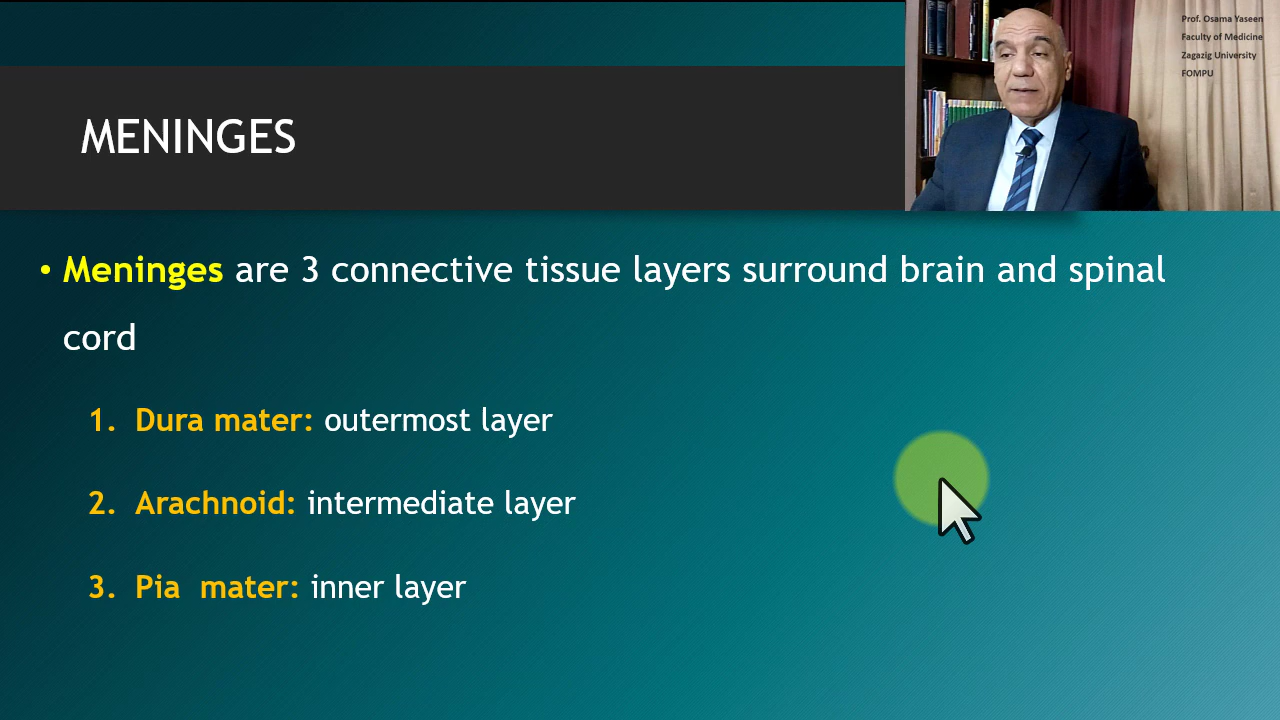 Prof. Osama Yaseen
Faculty of Medicine
Zagazig University
FOMPU
MENINGES
• Meninges are 3 connective tissue layers surround brain and spinal
cord
1. Dura mater: outermost layer
2. Arachnoid: intermediate layer
3. Pia mater: inner layer